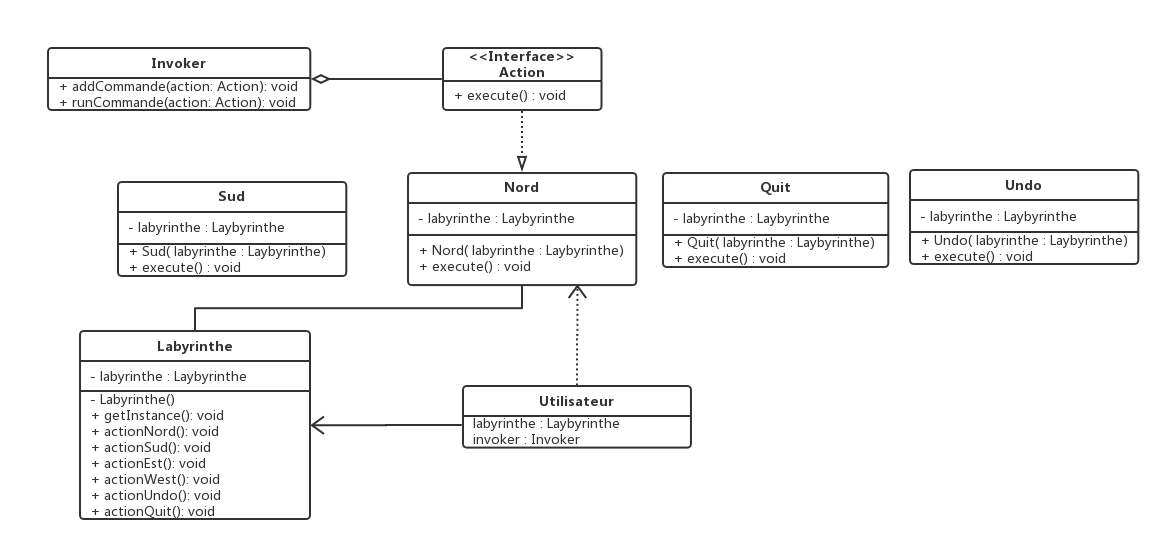 Invoker
+ addCommande(action: Action): void
+ runCommande(action: Action): void
<<Interface>>
Action
+ execute() : void
Sud
- labyrinthe : Laybyrinthe
+ Sud( labyrinthe : Laybyrinthe)
+ execute() : void
Nord
- labyrinthe : Laybyrinthe
+ Nord( labyrinthe : Laybyrinthe)
+ execute() : void
Quit
- labyrinthe : Laybyrinthe
+ Quit( labyrinthe : Laybyrinthe)
+ execute() : void
Undo
- labyrinthe : Laybyrinthe
+ Undo( labyrinthe : Laybyrinthe)
+ execute() : void
Labyrinthe
- labyrinthe : Laybyrinthe
- Labyrinthe()
+ getInstance(): void
+ actionNord(): void
+ actionSud(): void
+ actionEst(): void
+ actionWest(): void
+ actionUndo(): void
+ actionQuit(): void
Utilisateur
labyrinthe : Laybyrinthe
invoker : Invoker